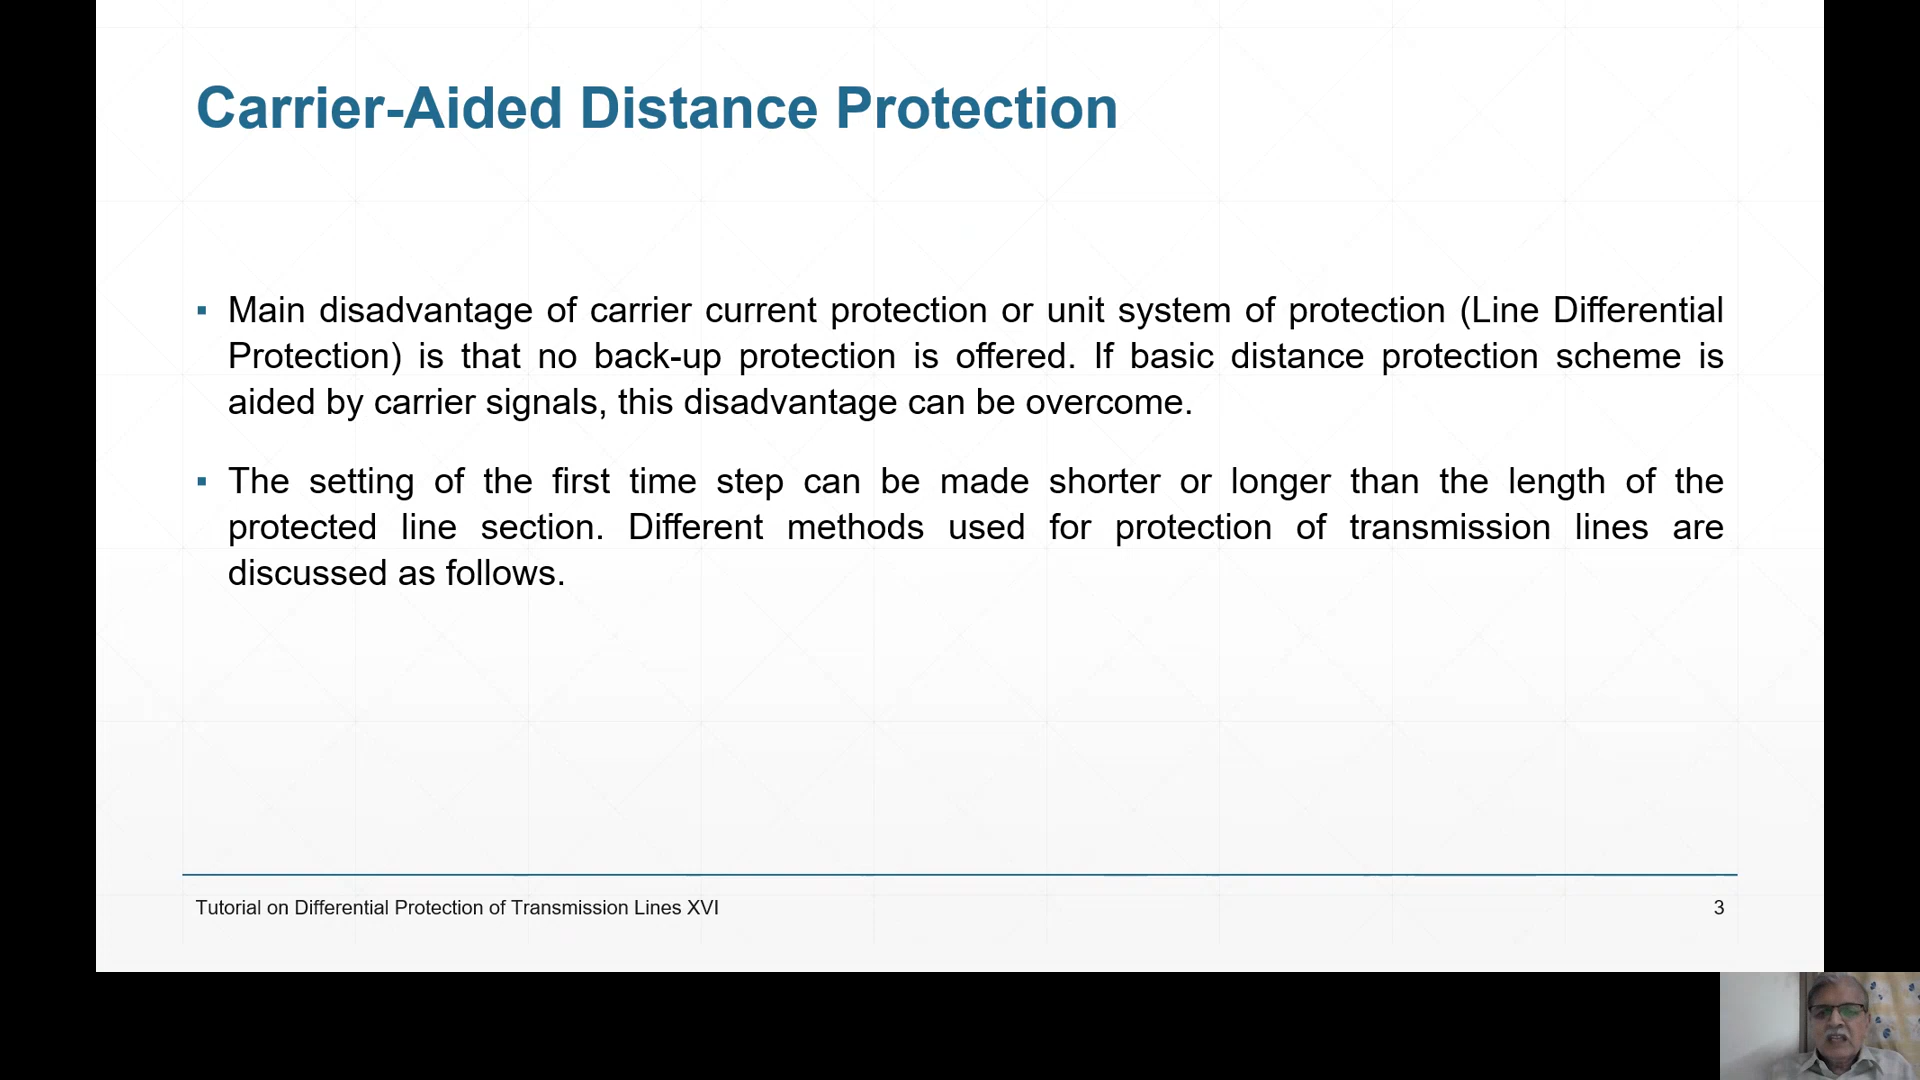 Carrier-Aided Distance Protection
▪ Main disadvantage of carrier current protection or unit system of protection (Line Differential
Protection) is that no back-up protection is offered. If basic distance protection scheme is
aided by carrier signals, this disadvantage can be overcome.
▪ The setting of the first time step can be made shorter or longer than the length of the
protected line section. Different methods used for protection of transmission lines are
discussed as follows.
Tutorial on Differential Protection of Transmission Lines XVI
3